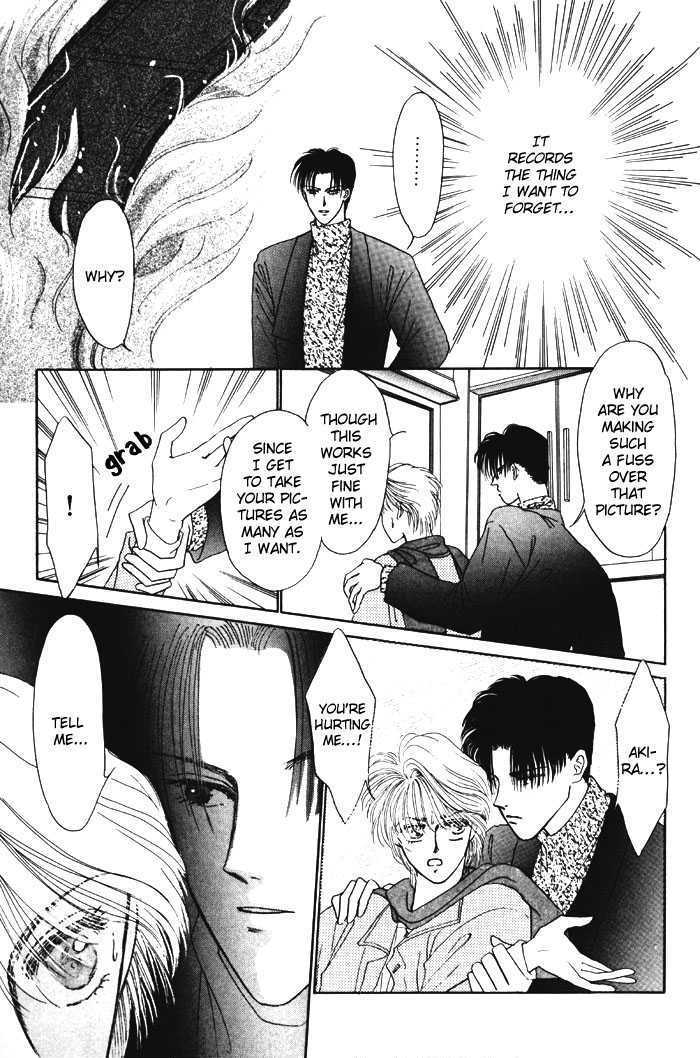 IT
RECORDS
THE THING
I WANT TO
FORGET...
.........
WHY?
WHY
ARE YOU
MAKING
SUCH
A FUSS
OVER
THAT
PICTURE?
THOUGH
THIS
WORKS
JUST
FINE
WITH
ME...
SINCE
I GET
TO TAKE
YOUR PIC-
TURES AS
MANY AS
I WANT.
grab
!
AKI-
RA...?
YOU'RE
HURTING
ME...!
TELL
ME...